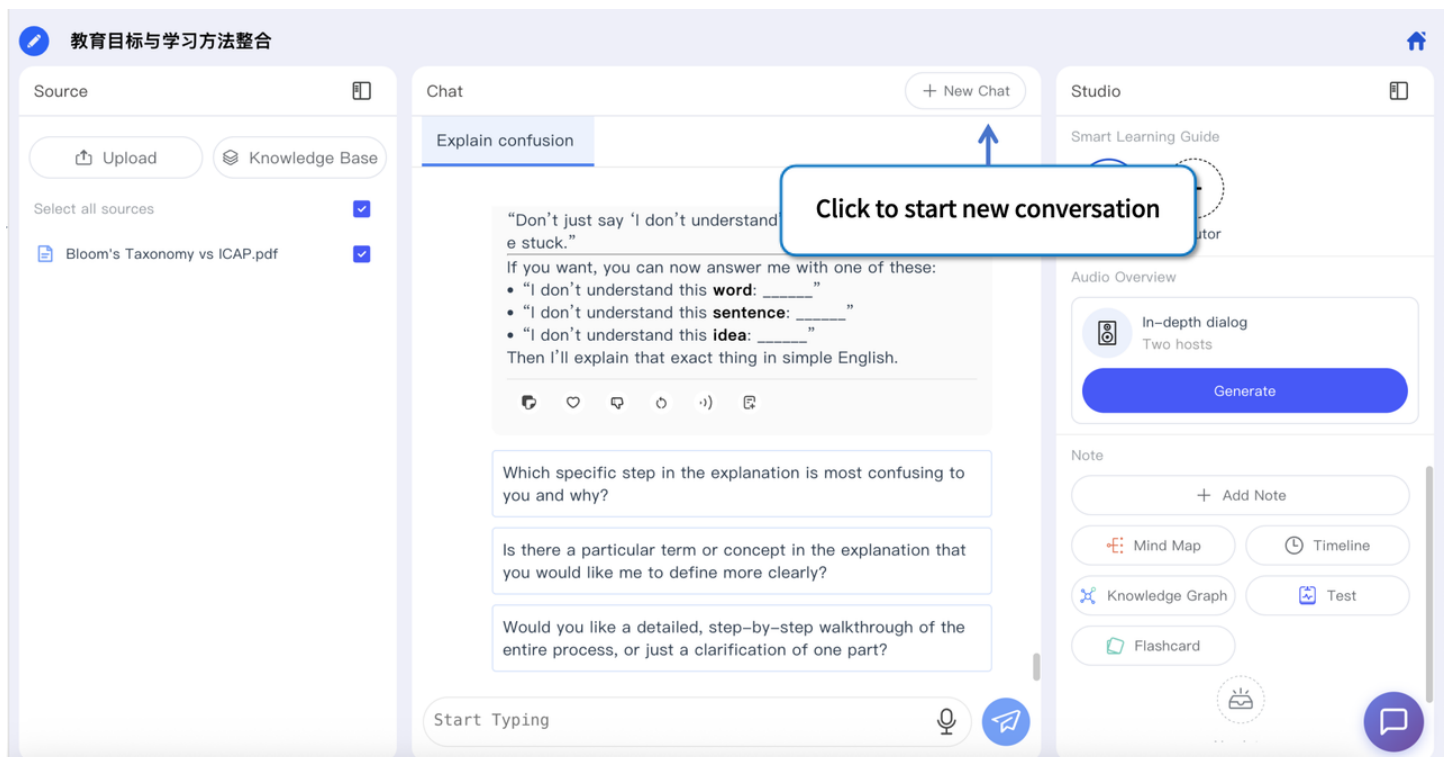 教育目标与学习方法整合
Source
Upload
Knowledge Base
Select all sources
Bloom's Taxonomy vs ICAP.pdf
Chat
+ New Chat
Explain confusion
Click to start new conversation
“Don’t just say ‘I don’t understand’
e stuck.”
If you want, you can now answer me with one of these:
• “I don’t understand this word: ______”
• “I don’t understand this sentence: ______”
• “I don’t understand this idea: ______”
Then I’ll explain that exact thing in simple English.
Which specific step in the explanation is most confusing to
you and why?
Is there a particular term or concept in the explanation that
you would like me to define more clearly?
Would you like a detailed, step-by-step walkthrough of the
entire process, or just a clarification of one part?
Start Typing
Studio
Smart Learning Guide
Audio Overview
In-depth dialog
Two hosts
Generate
Note
+ Add Note
Mind Map
Timeline
Knowledge Graph
Test
Flashcard